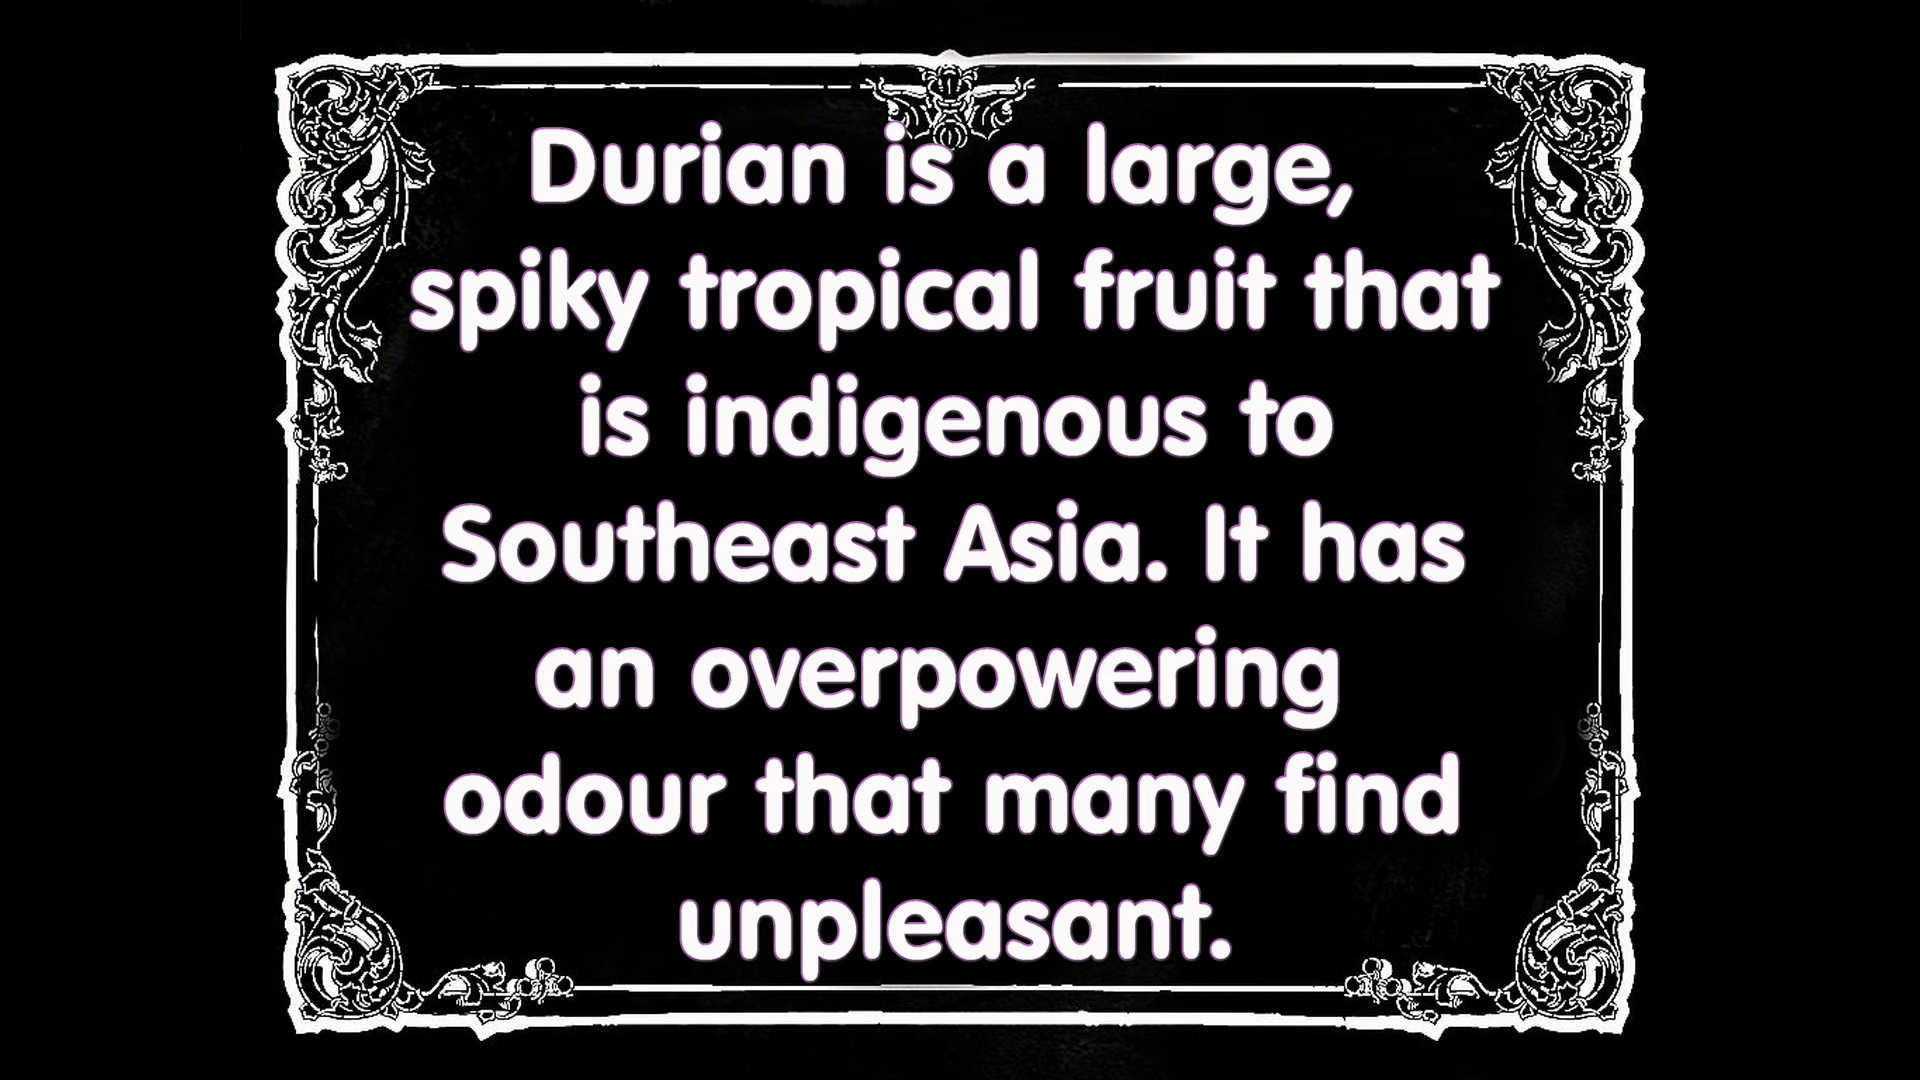 Durian is a large,
spiky tropical fruit that
is indigenous to
Southeast Asia. It has
an overpowering
odour that many find
unpleasant.